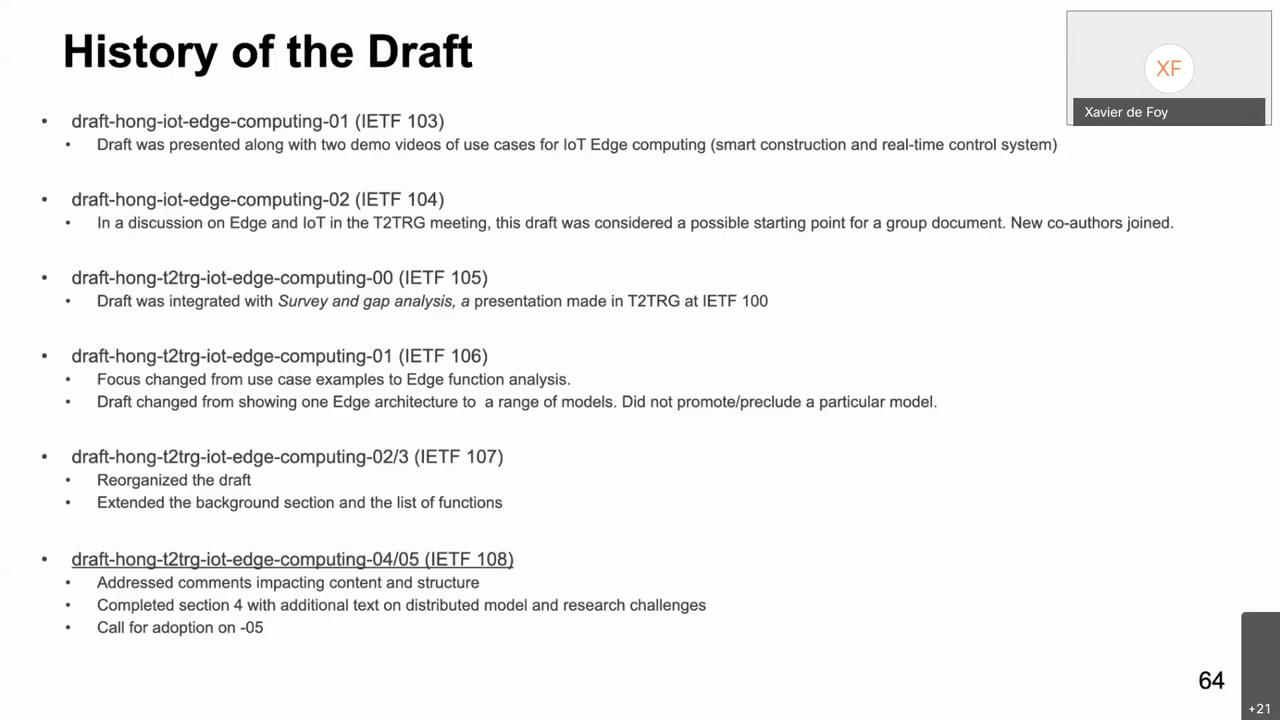 History of the Draft
XF
Xavier de Foy
• draft-hong-iot-edge-computing-01 (IETF 103)
• Draft was presented along with two demo videos of use cases for IoT Edge computing (smart construction and real-time control system)
• draft-hong-iot-edge-computing-02 (IETF 104)
• In a discussion on Edge and IoT in the T2TRG meeting, this draft was considered a possible starting point for a group document. New co-authors joined.
• draft-hong-t2trg-iot-edge-computing-00 (IETF 105)
• Draft was integrated with Survey and gap analysis, a presentation made in T2TRG at IETF 100
• draft-hong-t2trg-iot-edge-computing-01 (IETF 106)
• Focus changed from use case examples to Edge function analysis.
• Draft changed from showing one Edge architecture to a range of models. Did not promote/preclude a particular model.
• draft-hong-t2trg-iot-edge-computing-02/3 (IETF 107)
• Reorganized the draft
• Extended the background section and the list of functions
• draft-hong-t2trg-iot-edge-computing-04/05 (IETF 108)
• Addressed comments impacting content and structure
• Completed section 4 with additional text on distributed model and research challenges
• Call for adoption on -05
64
+21